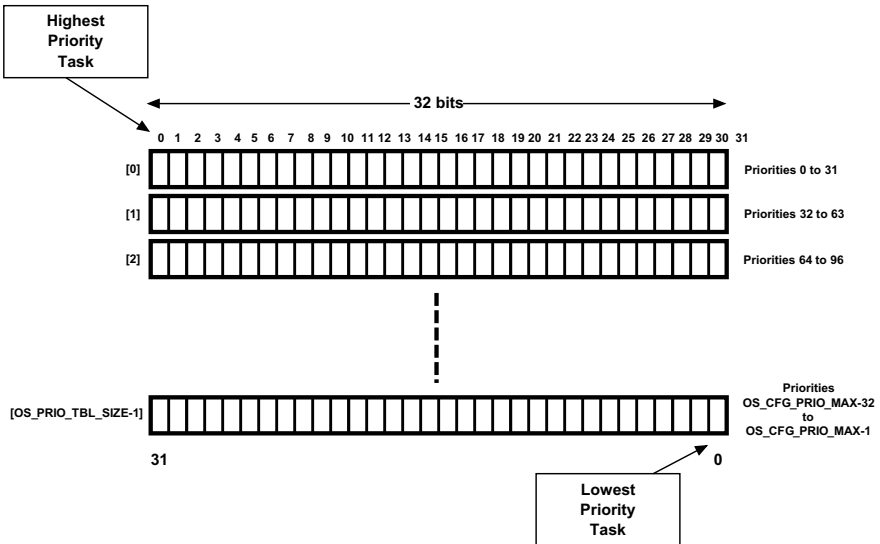 Highest
Priority
Task
32 bits
0 1 2 3 4 5 6 7 8 9 10 11 12 13 14 15 16 17 18 19 20 21 22 23 24 25 26 27 28 29 30 31
[0]
Priorities 0 to 31
[1]
Priorities 32 to 63
[2]
Priorities 64 to 96
[OS_PRIO_TBL_SIZE-1]
Priorities
OS_CFG_PRIO_MAX-32
to
OS_CFG_PRIO_MAX-1
31 0
Lowest
Priority
Task